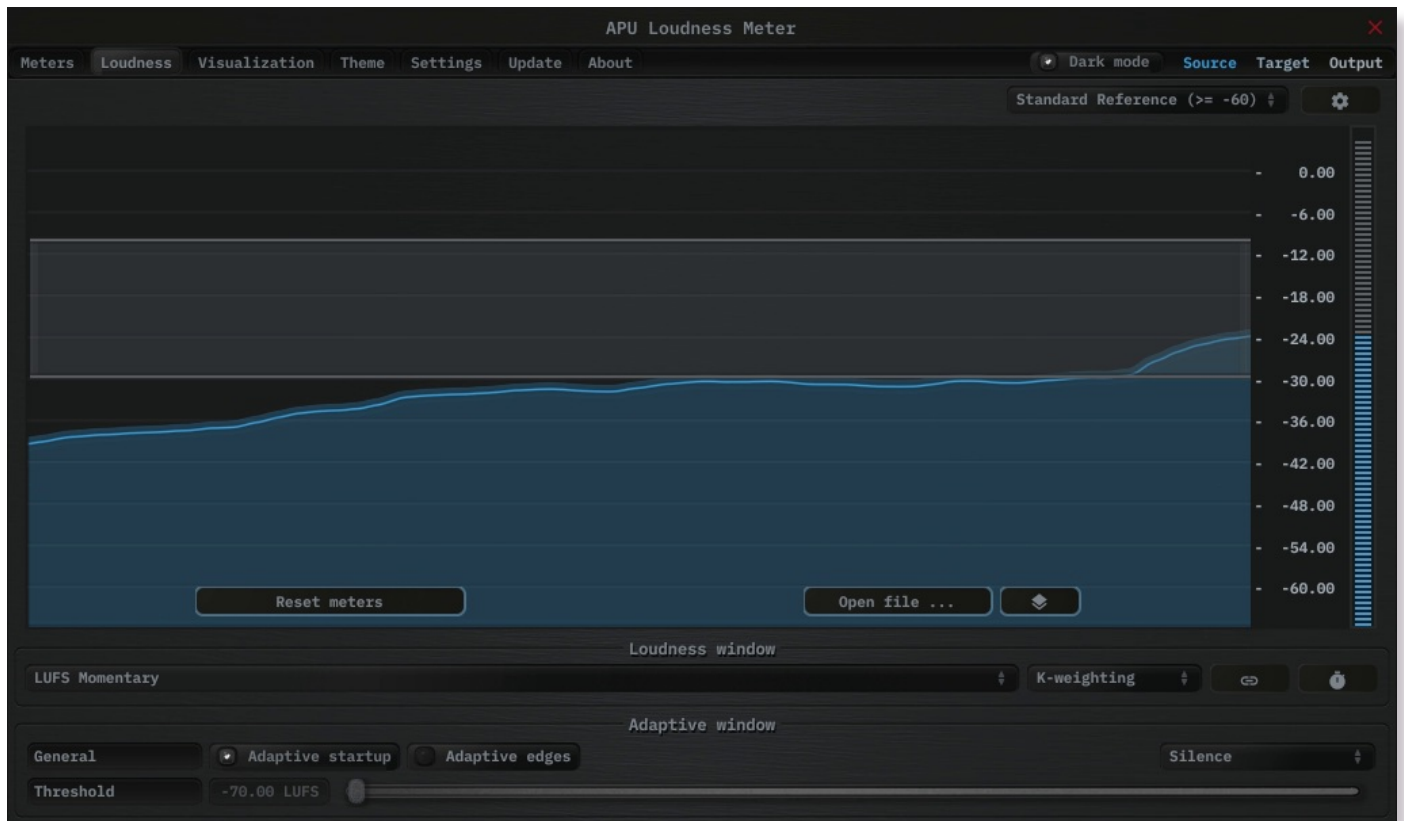 APU Loudness Meter
Meters Loudness Visualization Theme Settings Update About Dark mode Source Target Output
Standard Reference (>= -60)
- 0.00
- -6.00
- -12.00
- -18.00
- -24.00
- -30.00
- -36.00
- -42.00
- -48.00
- -54.00
- -60.00
Reset meters Open file ...
Loudness window
LUFS Momentary K-weighting
Adaptive window
General Adaptive startup Adaptive edges Silence
Threshold -70.00 LUFS